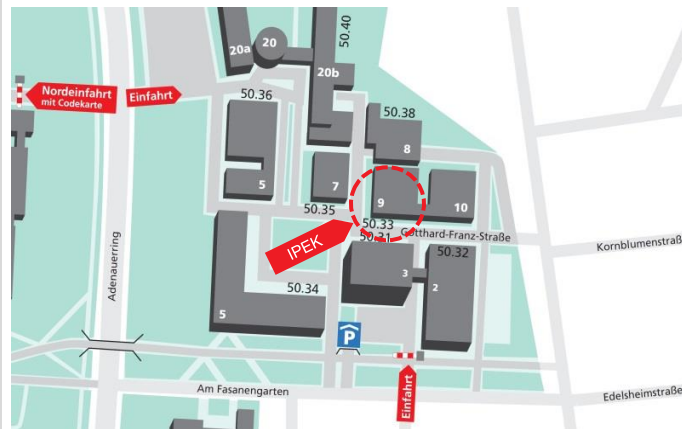 50.40
20
20a
20b
Nordeinfahrt
mit Codekarte
Einfahrt
50.36
50.38
8
5
7
9
10
50.35
50.33
50.31
Gotthard-Franz-Straße
IPEK
Kornblumenstraße
50.32
3
2
50.34
Adenauerring
5
P
Am Fasanengarten
Einfahrt
Edelsheimstraße